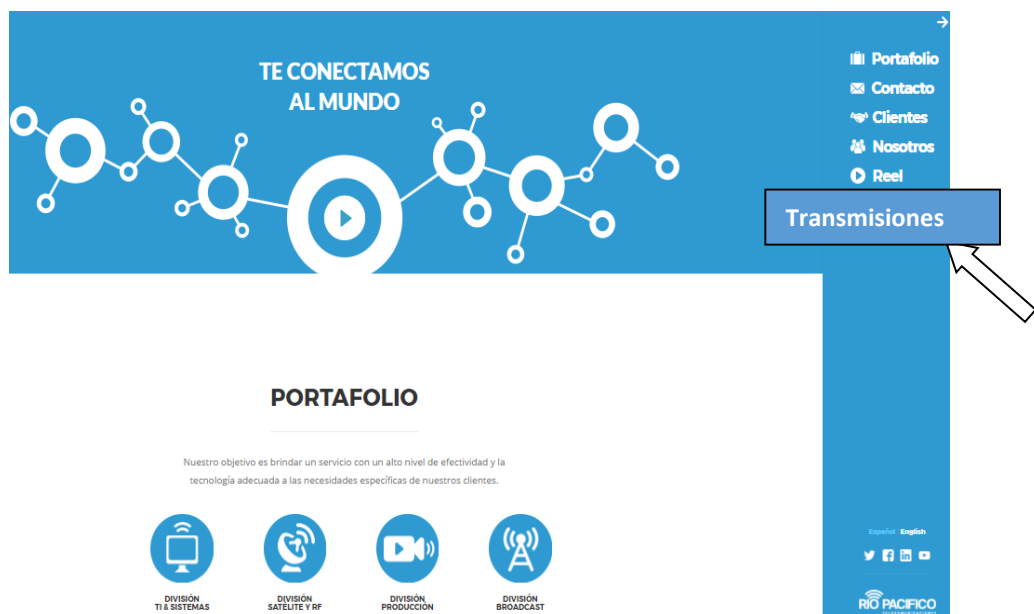 TE CONECTAMOS
AL MUNDO
Portafolio
Contacto
Clientes
Nosotros
Reel
Transmisiones
PORTAFOLIO
Nuestro objetivo es brindar un servicio con un alto nivel de efectividad y la
tecnología adecuada a las necesidades específicas de nuestros clientes.
DIVISIÓN
TI & SISTEMAS
DIVISIÓN
SATÉLITE Y RF
DIVISIÓN
PRODUCCIÓN
DIVISIÓN
BROADCAST
Español English
RÍO PACIFICO
TELECOMUNICACIONES